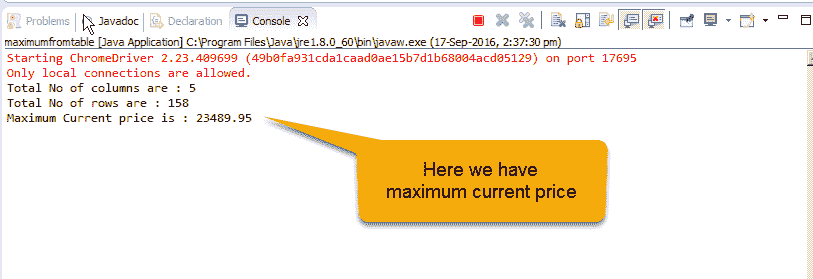 Problems @ Javadoc Declaration Console
maximumfromtable [Java Application] C:\Program Files\Java\jre1.8.0_60\bin\javaw.exe (17-Sep-2016, 2:37:30 pm)
Starting ChromeDriver 2.23.409699 (49b0fa931cda1caad0ae15b7d1b68004acd05129) on port 17695
Only local connections are allowed.
Total No of columns are : 5
Total No of rows are : 158
Maximum Current price is : 23489.95
Here we have
maximum current price